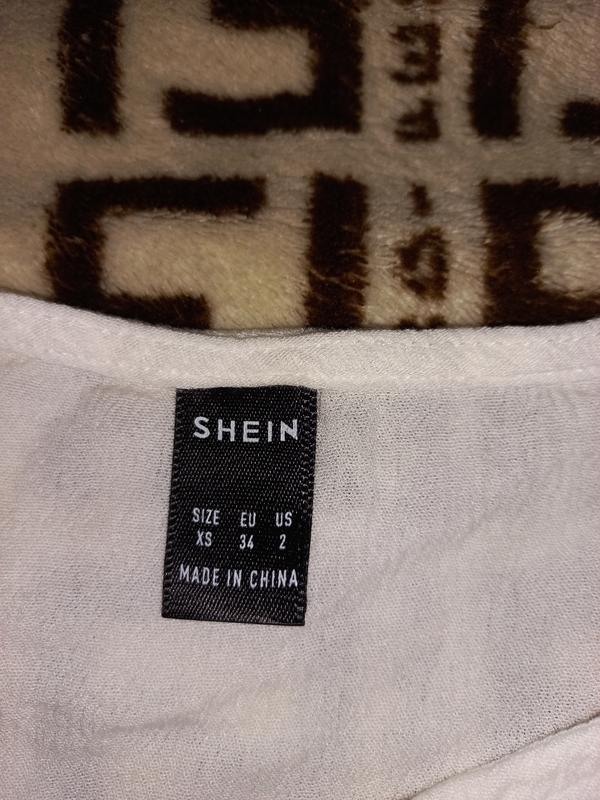 SHEIN
SIZE EU US
XS 34 2
MADE IN CHINA